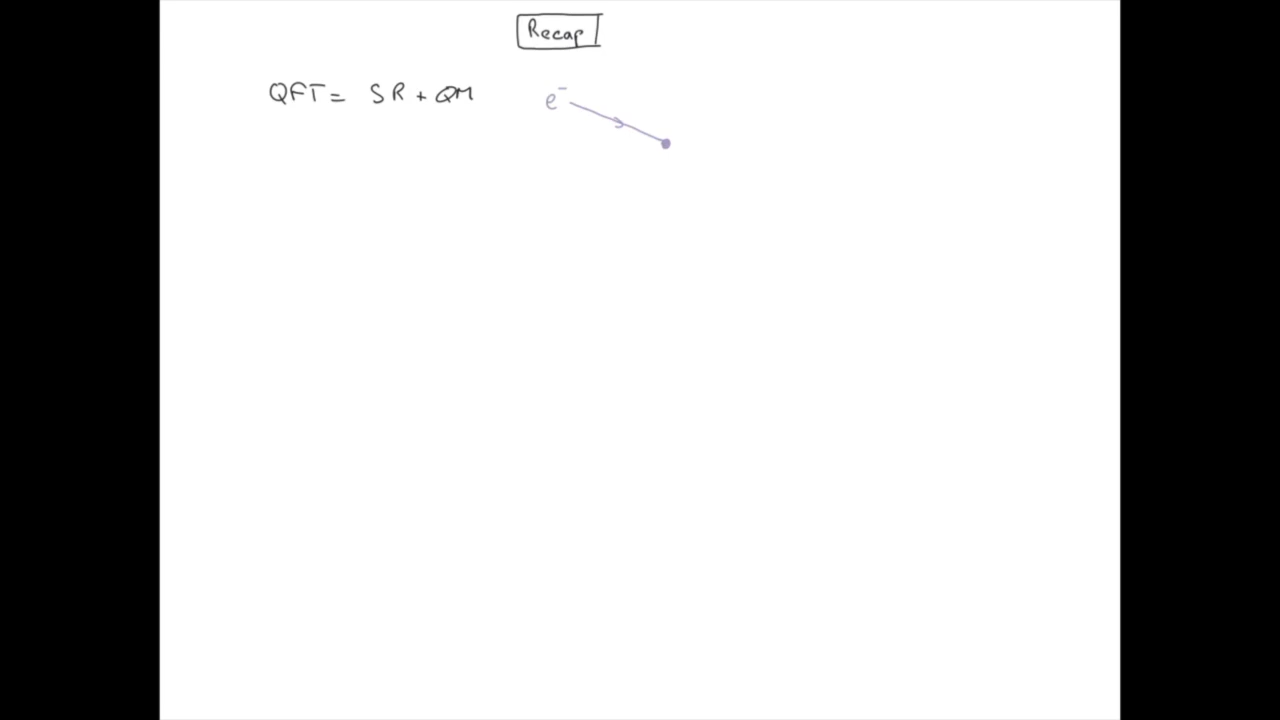 Recap
QFT = SR + QM
e⁻